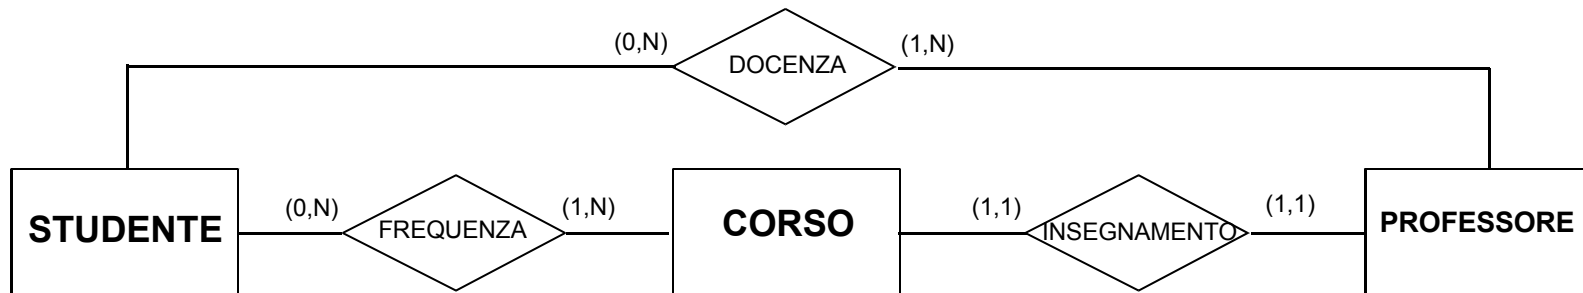 (0,N)
DOCENZA
(1,N)
STUDENTE
(0,N)
FREQUENZA
(1,N)
CORSO
(1,1)
INSEGNAMENTO
(1,1)
PROFESSORE